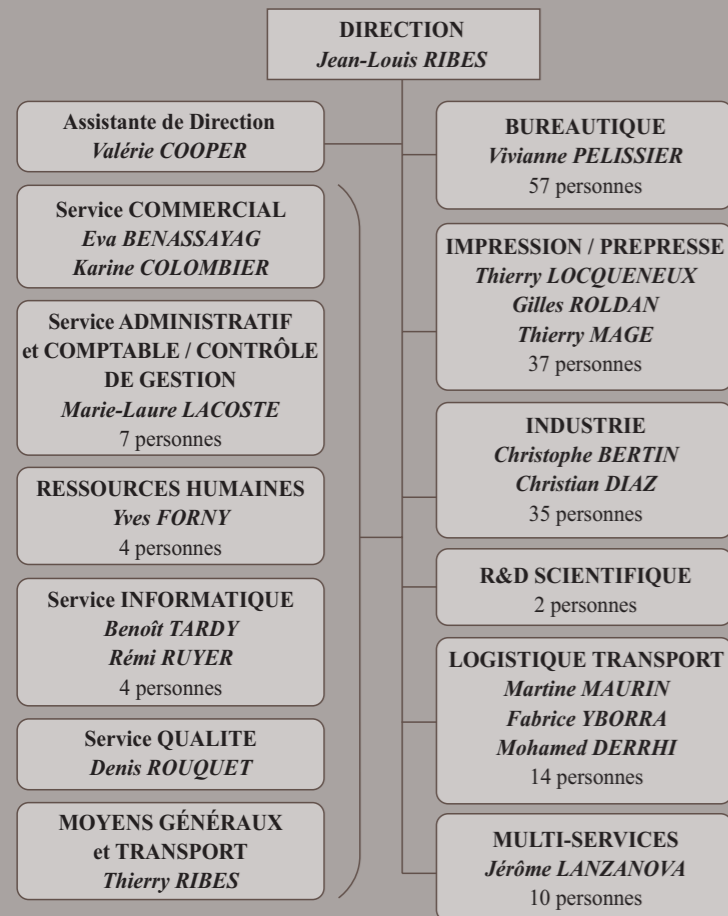 DIRECTION
Jean-Louis RIBES
Assistante de Direction
Valérie COOPER
Service COMMERCIAL
Eva BENASSAYAG
Karine COLOMBIER
Service ADMINISTRATIF
et COMPTABLE / CONTRÔLE
DE GESTION
Marie-Laure LACOSTE
7 personnes
RESSOURCES HUMAINES
Yves FORNY
4 personnes
Service INFORMATIQUE
Benoît TARDY
Rémi RUYER
4 personnes
Service QUALITE
Denis ROUQUET
MOYENS GÉNÉRAUX
et TRANSPORT
Thierry RIBES
BUREAUTIQUE
Vivianne PELISSIER
57 personnes
IMPRESSION / PREPRESSE
Thierry LOCQUENEUX
Gilles ROLDAN
Thierry MAGE
37 personnes
INDUSTRIE
Christophe BERTIN
Christian DIAZ
35 personnes
R&D SCIENTIFIQUE
2 personnes
LOGISTIQUE TRANSPORT
Martine MAURIN
Fabrice YBORRA
Mohamed DERRHI
14 personnes
MULTI-SERVICES
Jérôme LANZANOVA
10 personnes